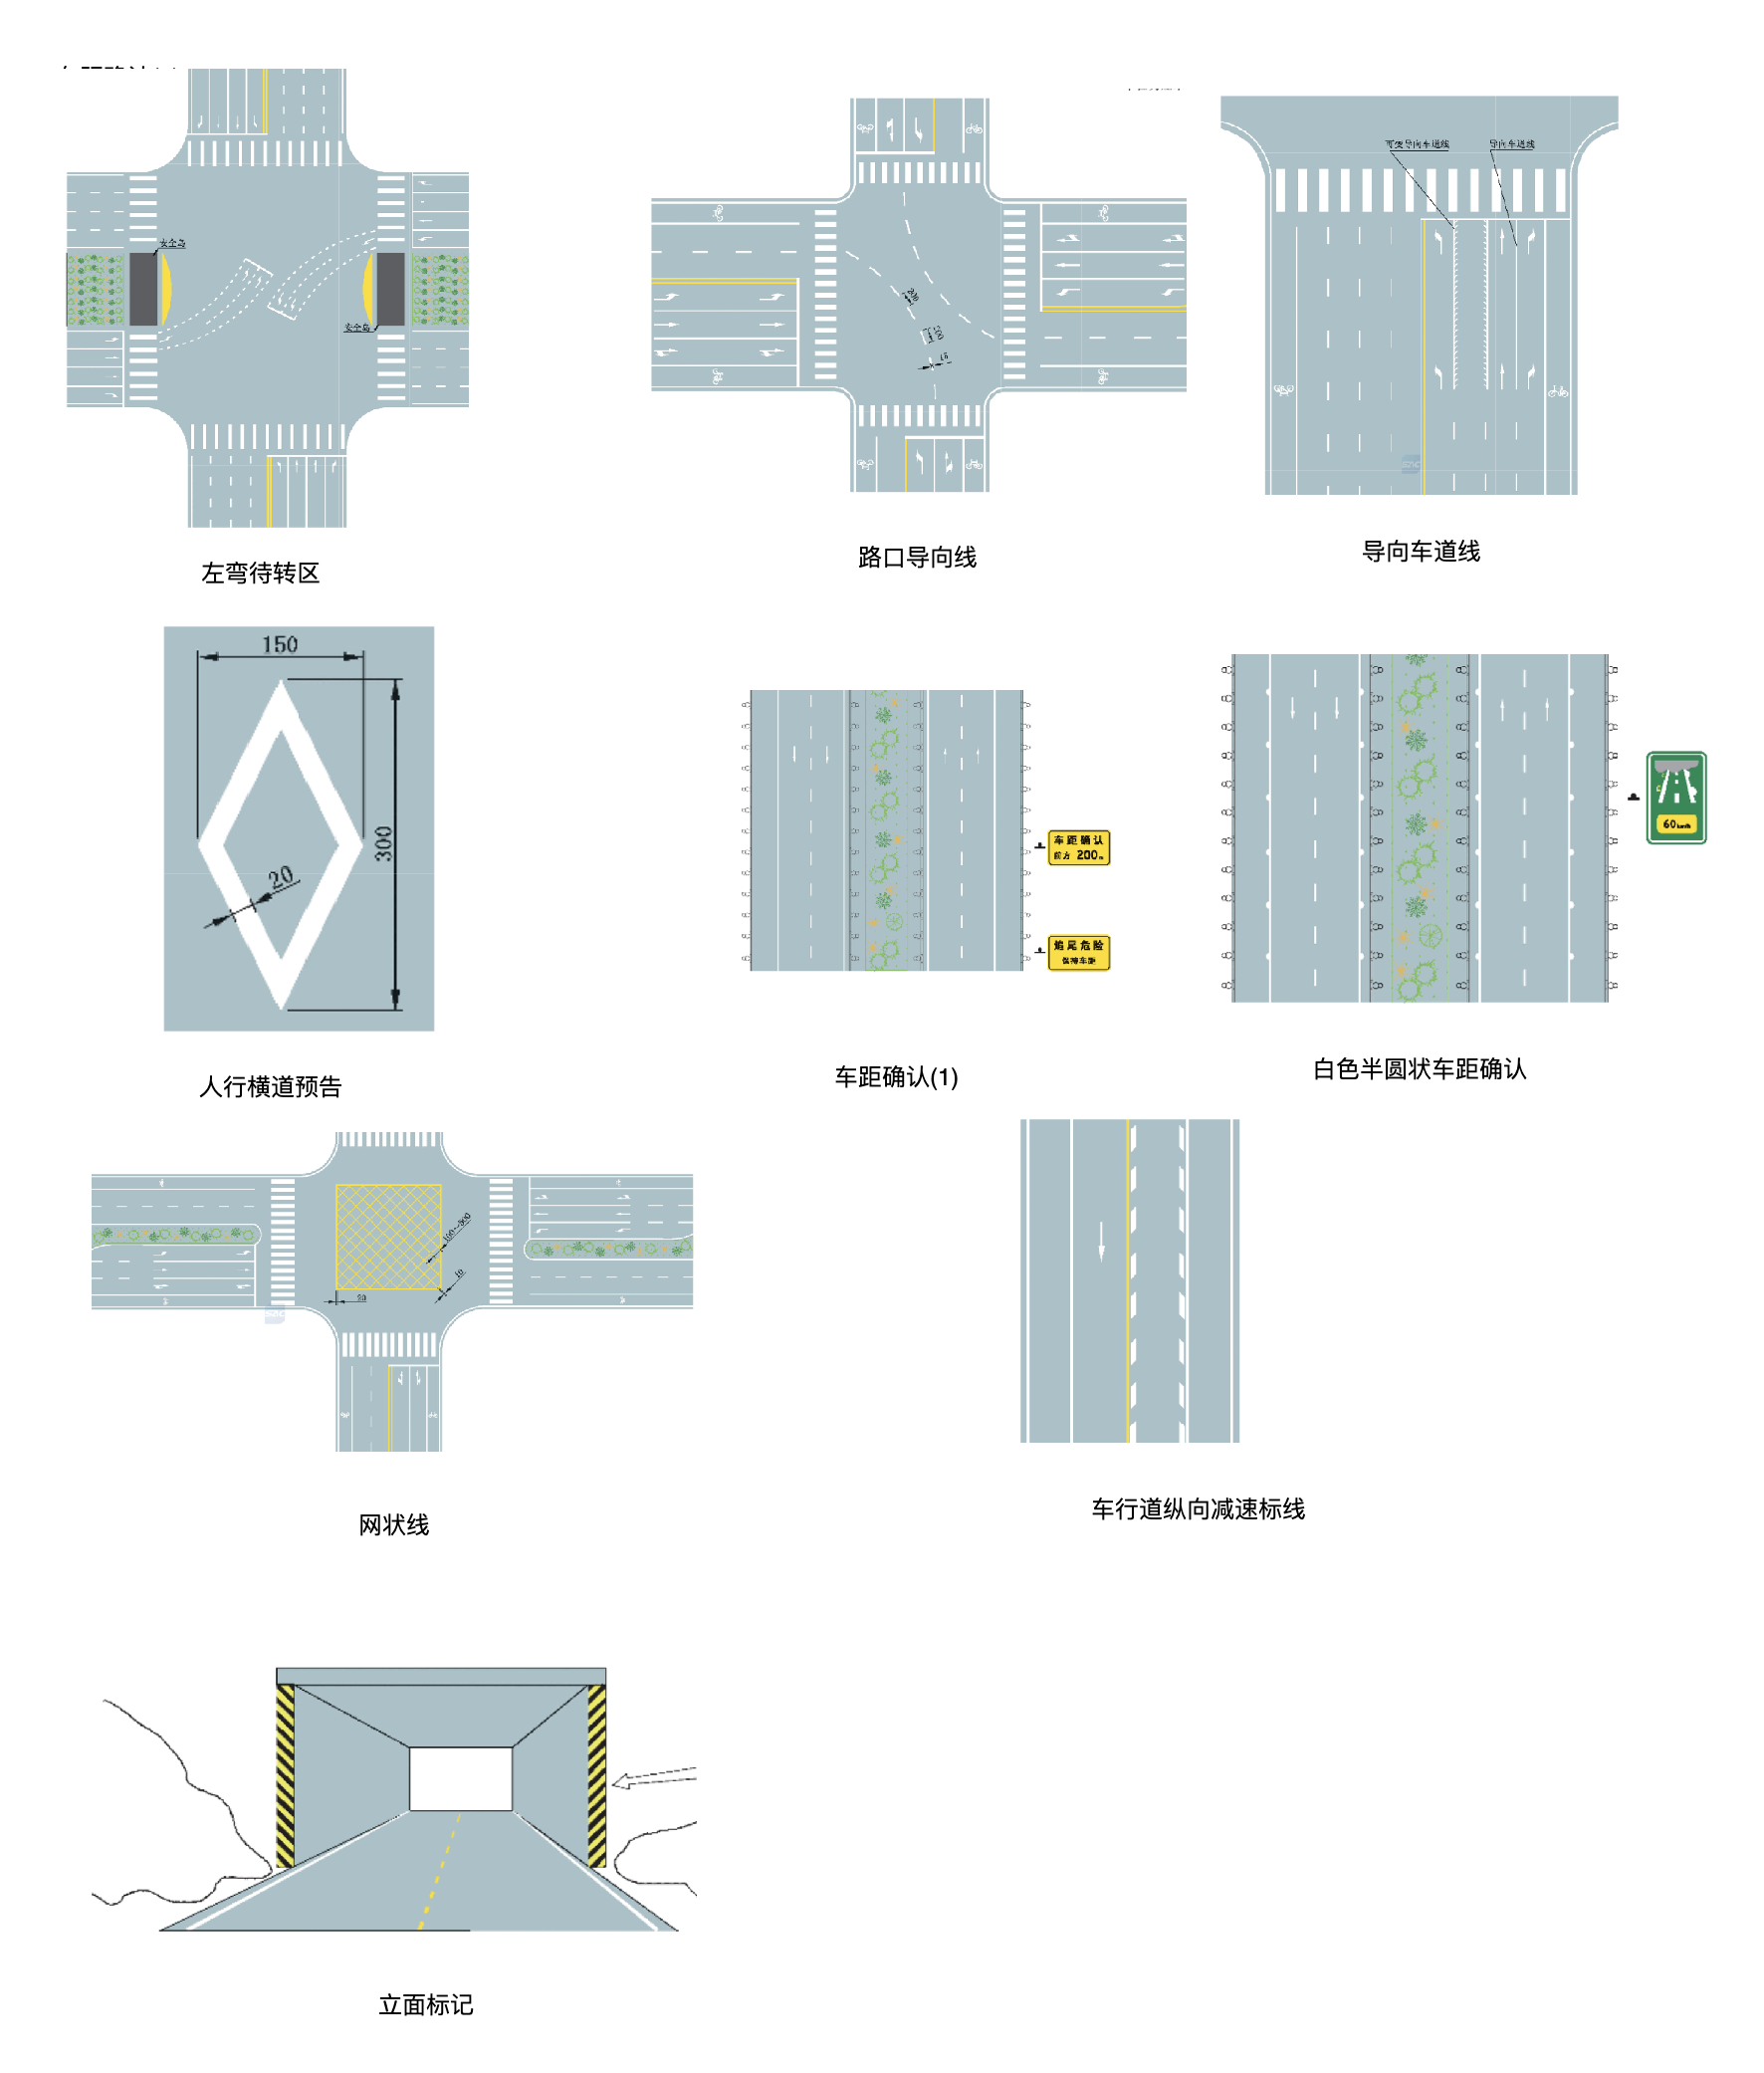 安全岛
安全岛
左弯待转区
200
路口导向线
可变导向车道线
导向车道线
导向车道线
150
300
20
人行横道预告
车距确认
前方 200m
追尾危险
保持车距
车距确认(1)
60km/h
白色半圆状车距确认
20
10
网状线
车行道纵向减速标线
立面标记